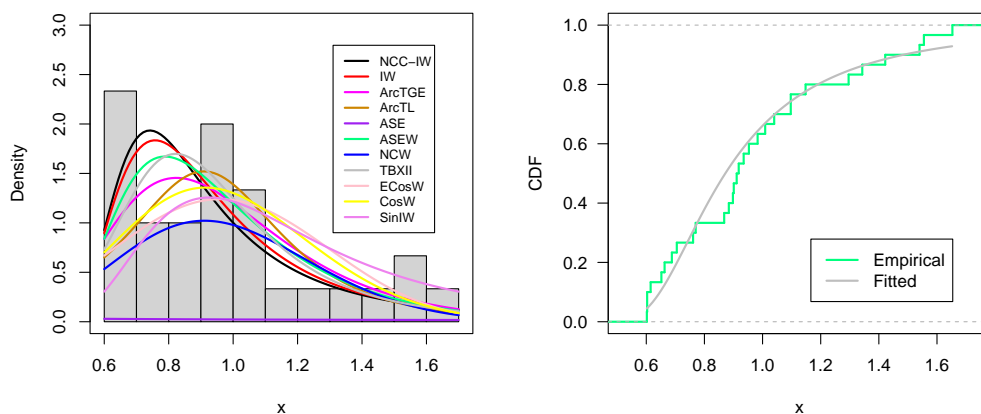 3.0
2.5
2.0
1.5
1.0
0.5
0.0
Density
NCC−IW
IW
ArcTGE
ArcTL
ASE
ASEW
NCW
TBXII
ECosW
CosW
SinIW
0.6 0.8 1.0 1.2 1.4 1.6
x
1.0
0.8
0.6
0.4
0.2
0.0
CDF
Empirical
Fitted
0.6 0.8 1.0 1.2 1.4 1.6
x